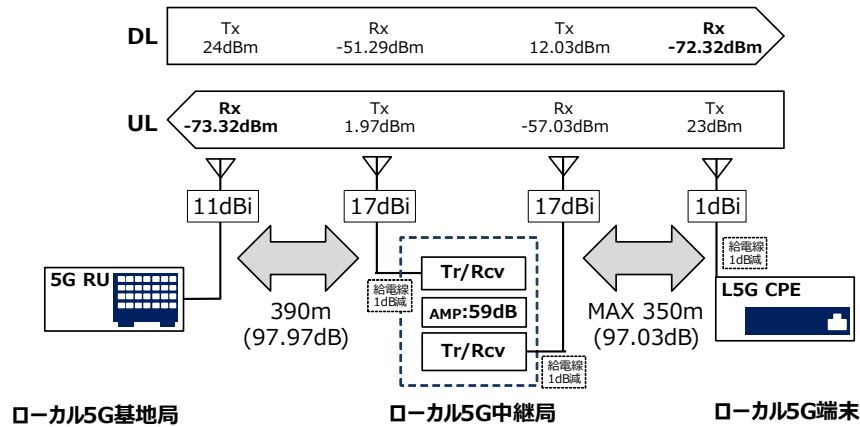 DL
Tx
24dBm
Rx
-51.29dBm
Tx
12.03dBm
Rx
-72.32dBm
UL
Rx
-73.32dBm
Tx
1.97dBm
Rx
-57.03dBm
Tx
23dBm
11dBi
17dBi
17dBi
1dBi
給電線
1dB減
5G RU
390m
(97.97dB)
給電線
1dB減
Tr/Rcv
AMP:59dB
Tr/Rcv
給電線
1dB減
MAX 350m
(97.03dB)
L5G CPE
ローカル5G基地局
ローカル5G中継局
ローカル5G端末